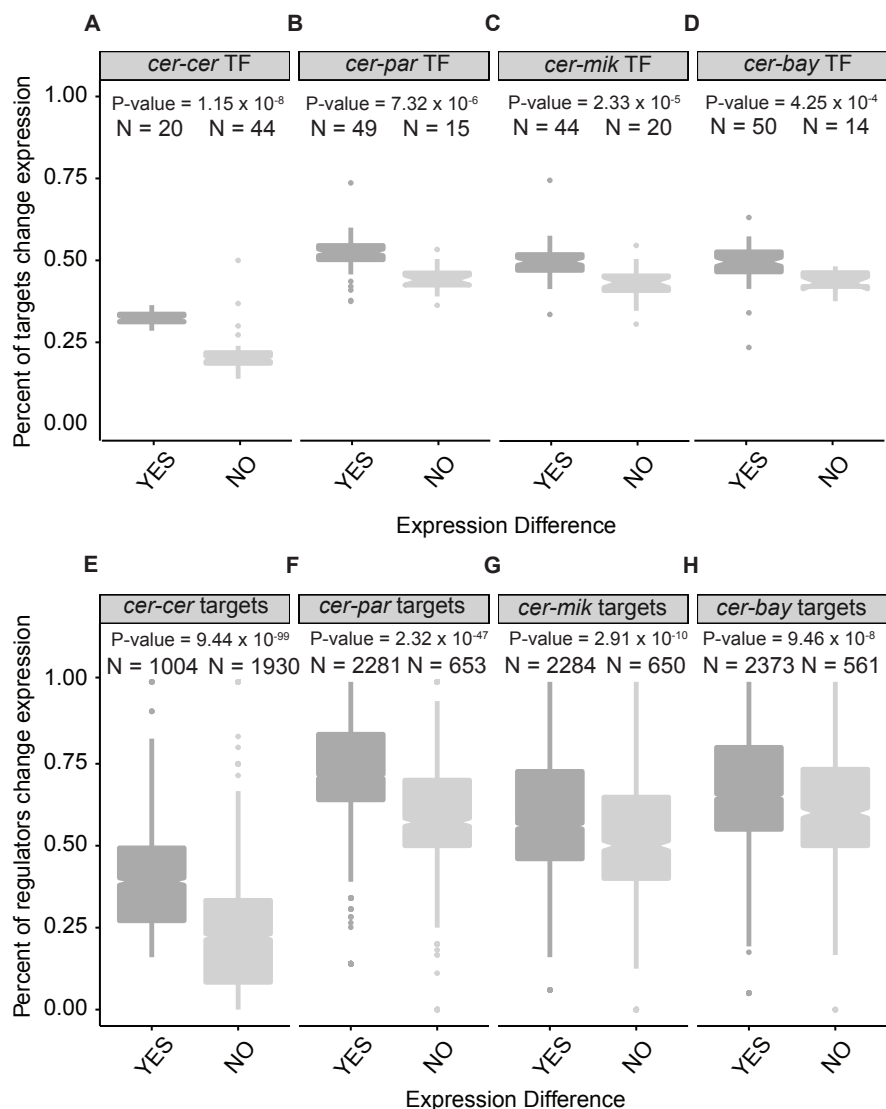 A B C D
cer-cer TF cer-par TF cer-mik TF cer-bay TF
P-value = 1.15 x 10-8 P-value = 7.32 x 10-6 P-value = 2.33 x 10-5 P-value = 4.25 x 10-4
N = 20 N = 44 N = 49 N = 15 N = 44 N = 20 N = 50 N = 14
Percent of targets change expression
1.00
0.75
0.50
0.25
0.00
YES NO YES NO YES NO YES NO
Expression Difference
E F G H
cer-cer targets cer-par targets cer-mik targets cer-bay targets
P-value = 9.44 x 10-99 P-value = 2.32 x 10-47 P-value = 2.91 x 10-10 P-value = 9.46 x 10-8
N = 1004 N = 1930 N = 2281 N = 653 N = 2284 N = 650 N = 2373 N = 561
Percent of regulators change expression
1.00
0.75
0.50
0.25
0.00
YES NO YES NO YES NO YES NO
Expression Difference